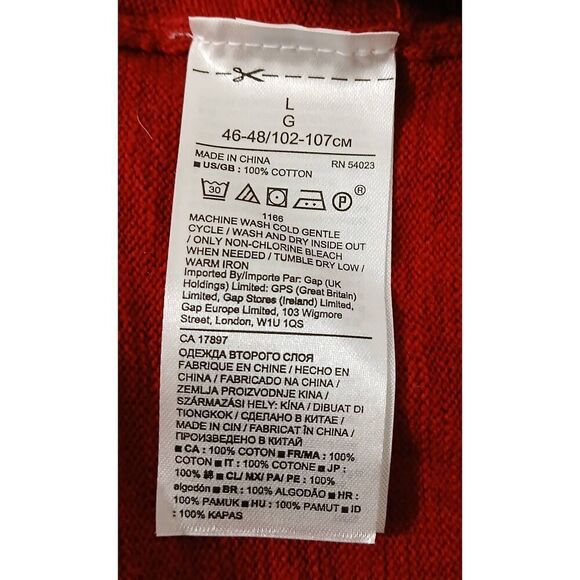 L
G
46-48/102-107CM
MADE IN CHINA RN 54023
■ US/GB : 100% COTTON
30 P ®
1166
MACHINE WASH COLD GENTLE
CYCLE / WASH AND DRY INSIDE OUT
/ ONLY NON-CHLORINE BLEACH
WHEN NEEDED / TUMBLE DRY LOW /
WARM IRON
Imported By/Importe Par: Gap (UK
Holdings) Limited: GPS (Great Britain)
Limited, Gap Stores (Ireland) Limited,
Gap Europe Limited, 103 Wigmore
Street, London, W1U 1QS
CA 17897
ОДЕЖДА ВТОРОГО СЛОЯ
FABRIQUE EN CHINE / HECHO EN
CHINA / FABRICADO NA CHINA /
ZEMLJA PROIZVODNJE KINA /
SZÁRMAZÁSI HELY: KÍNA / DIBUAT DI
TIONGKOK / СДЕЛАНО В КИТАЕ /
MADE IN CIN / FABRICAT ÎN CHINA /
ПРОИЗВЕДЕНО В КИТАЙ
■ CA : 100% COTTON ■ FR/MA : 100%
COTON ■ IT : 100% COTONE ■ JP :
100% 綿 ■ CL/ MX/ PA/ PE : 100%
algodón ■ BR : 100% ALGODÃO ■ HR :
100% PAMUK ■ HU : 100% PAMUT ■ ID
: 100% KAPAS